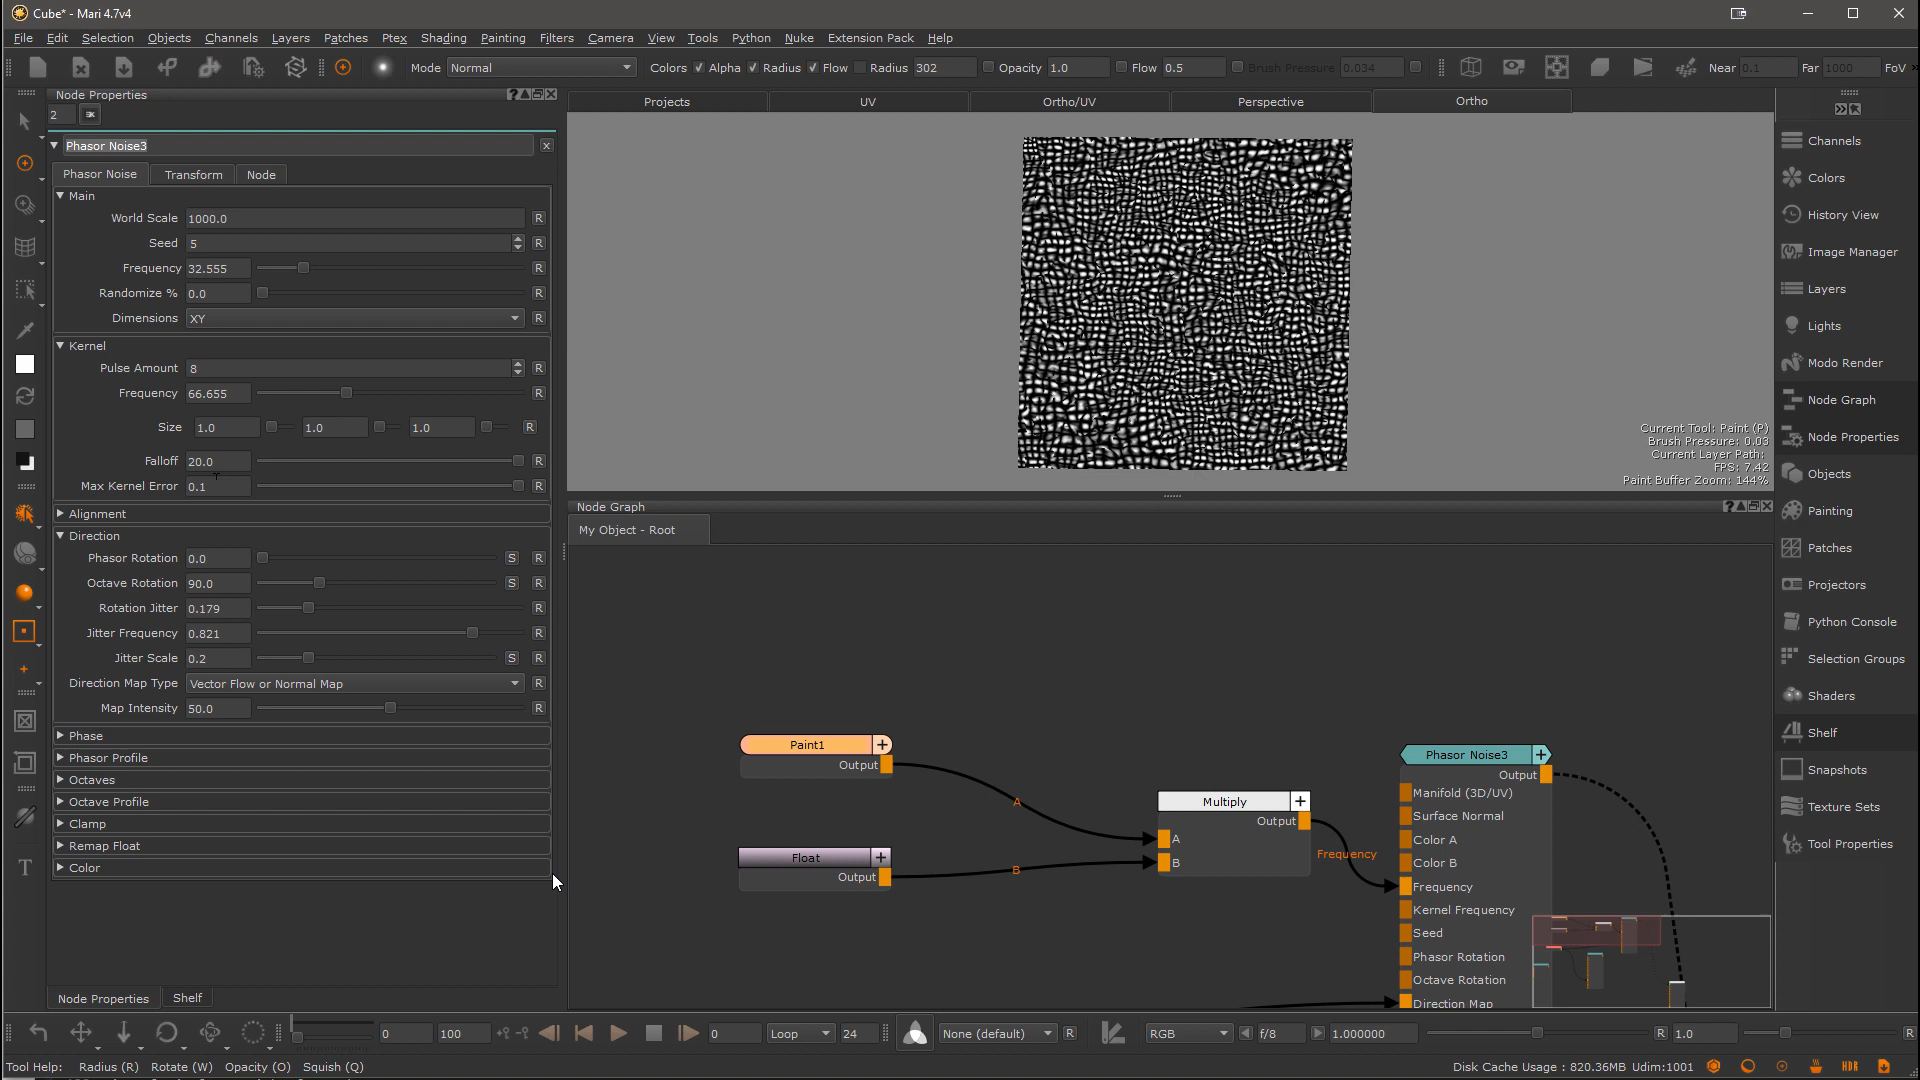 Cube* - Mari 4.7v4
File Edit Selection Objects Channels Layers Patches Ptex Shading Painting Filters Camera View Tools Python Nuke Extension Pack Help
Mode Normal Colors Alpha Radius Flow Radius 302 Opacity 1.0 Flow 0.5 Brush Pressure 0.034 Near 0.1 Far 1000 FoV
Node Properties
2
Projects UV Ortho/UV Perspective Ortho
Phasor Noise3
Phasor Noise Transform Node
Main
World Scale 1000.0 R
Seed 5 R
Frequency 32.555 R
Randomize % 0.0 R
Dimensions XY R
Kernel
Pulse Amount 8 R
Frequency 66.655 R
Size 1.0 1.0 1.0 R
Falloff 20.0 R
Max Kernel Error 0.1 R
Alignment
Direction
Phasor Rotation 0.0 S R
Octave Rotation 90.0 S R
Rotation Jitter 0.179 R
Jitter Frequency 0.821 R
Jitter Scale 0.2 S R
Direction Map Type Vector Flow or Normal Map R
Map Intensity 50.0 R
Phase
Phasor Profile
Octaves
Octave Profile
Clamp
Remap Float
Color
Node Properties Shelf
Current Tool: Paint (P)
Brush Pressure: 0.03
Current Layer Path:
FPS: 7.42
Paint Buffer Zoom: 144%
Node Graph
My Object - Root
Paint1 +
Output
A
Float +
Output
B
Multiply +
Output
A
B
Frequency
Phasor Noise3 +
Output
Manifold (3D/UV)
Surface Normal
Color A
Color B
Frequency
Kernel Frequency
Seed
Phasor Rotation
Octave Rotation
Direction Map
Channels
Colors
History View
Image Manager
Layers
Lights
Modo Render
Node Graph
Node Properties
Objects
Painting
Patches
Projectors
Python Console
Selection Groups
Shaders
Shelf
Snapshots
Texture Sets
Tool Properties
0 100 0 Loop 24 None (default) R RGB f/8 1.000000 R 1.0 R
Tool Help: Radius (R) Rotate (W) Opacity (O) Squish (Q)
Disk Cache Usage : 820.36MB Udim:1001 HDR